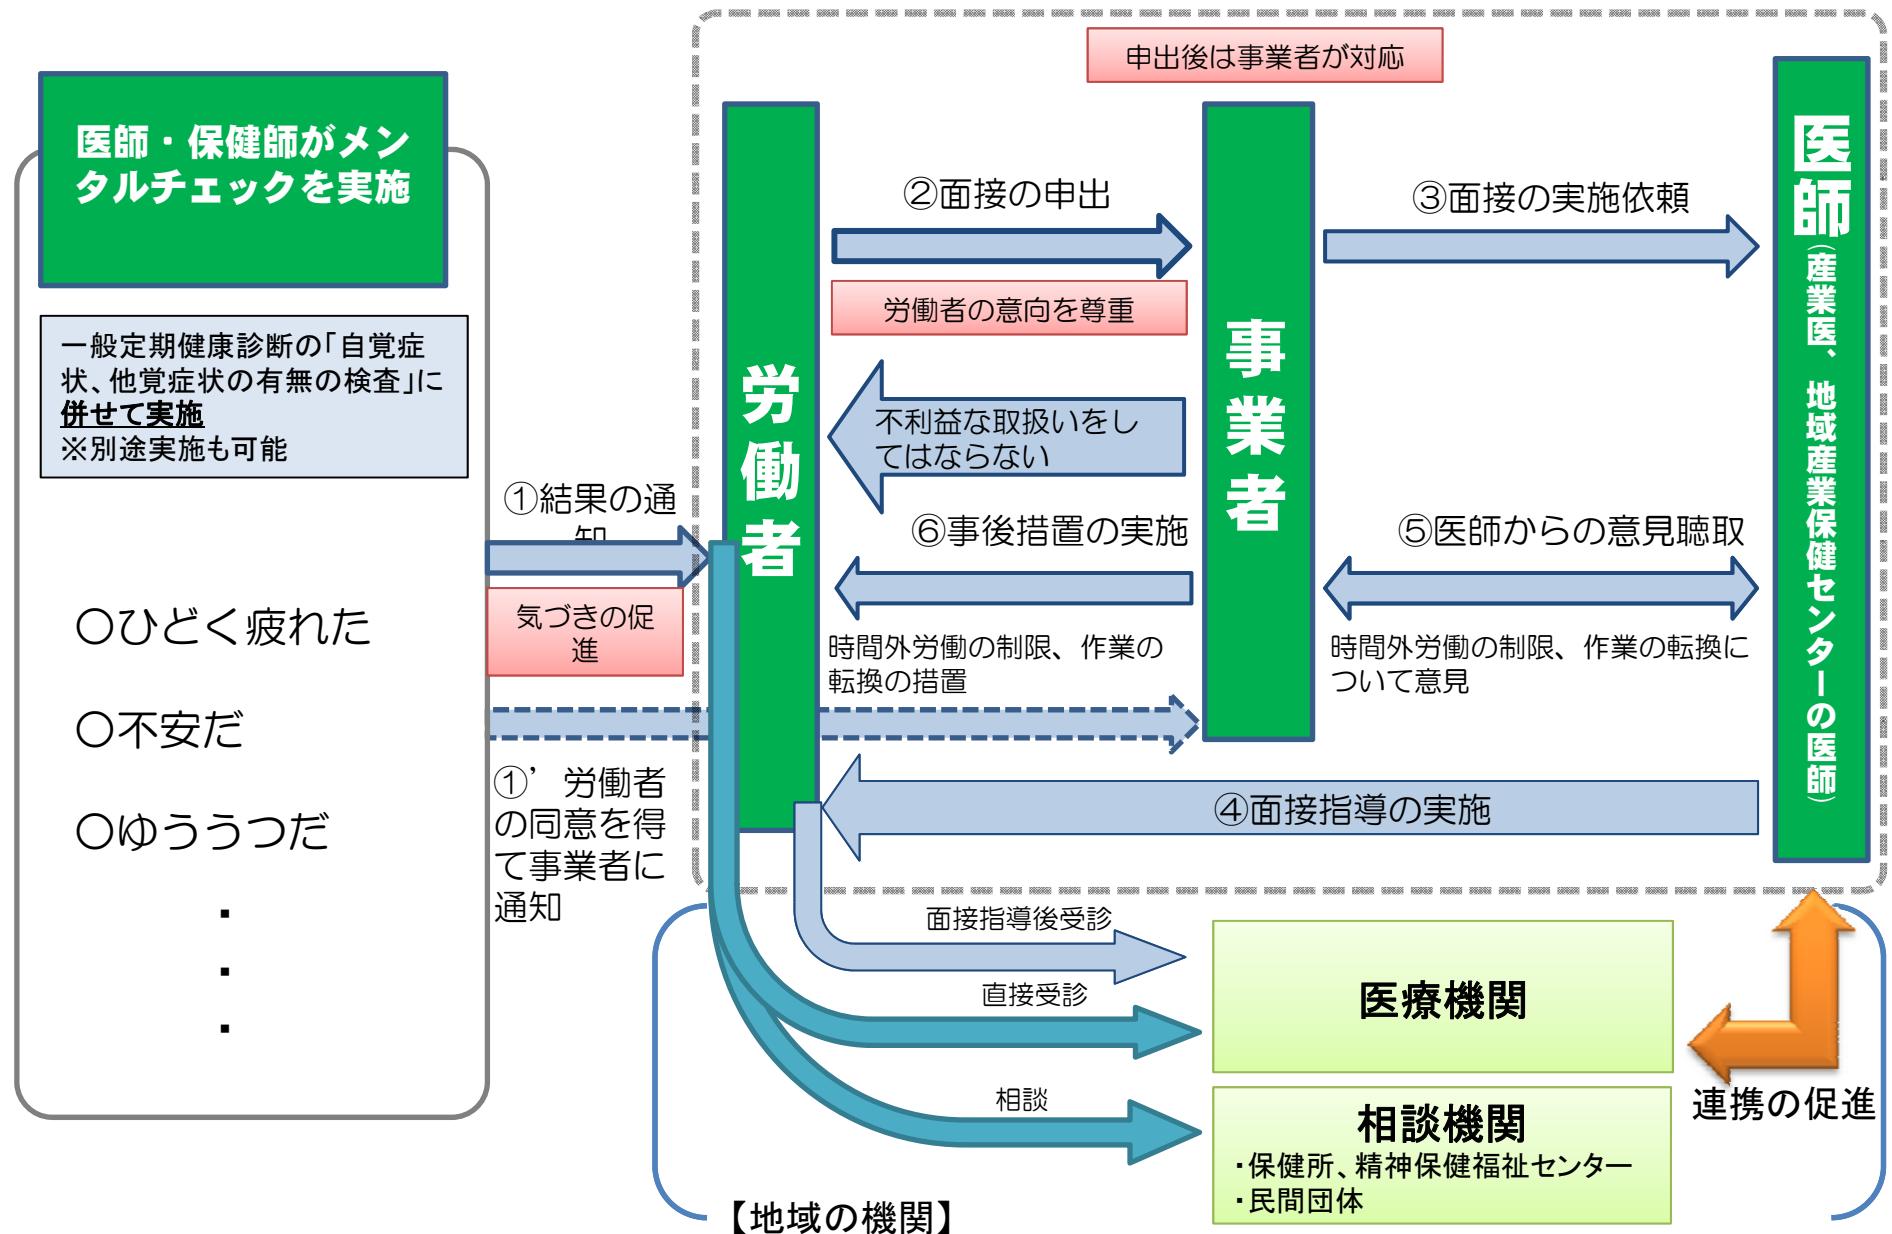 申出後は事業者が対応
医師・保健師がメン
タルチェックを実施
一般定期健康診断の「自覚症
状、他覚症状の有無の検査」に
併せて実施
※別途実施も可能
○ひどく疲れた
○不安だ
○ゆううつだ
・
・
・
①結果の通
知
気づきの促
進
①’労働者
の同意を得
て事業者に
通知
労働者
②面接の申出
労働者の意向を尊重
不利益な取扱いをし
てはならない
⑥事後措置の実施
時間外労働の制限、作業の
転換の措置
事業者
③面接の実施依頼
⑤医師からの意見聴取
時間外労働の制限、作業の転換に
ついて意見
④面接指導の実施
医師(産業医、地域産業保健センターの医師)
面接指導後受診
直接受診
相談
医療機関
相談機関
・保健所、精神保健福祉センター
・民間団体
連携の促進
【地域の機関】